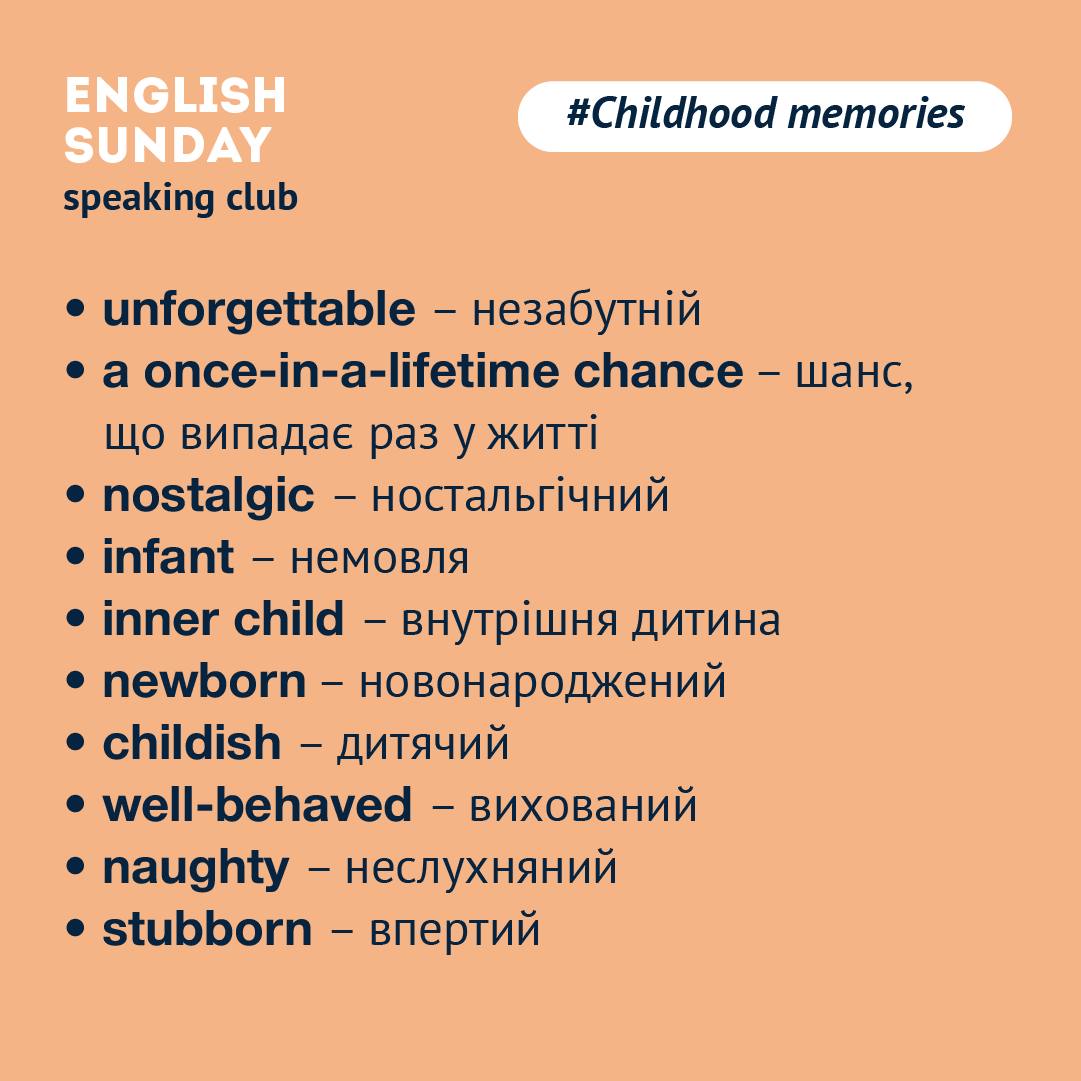 ENGLISH
SUNDAY
speaking club
#Childhood memories
• unforgettable – незабутній
• a once-in-a-lifetime chance – шанс,
що випадає раз у житті
• nostalgic – ностальгічний
• infant – немовля
• inner child – внутрішня дитина
• newborn – новонароджений
• childish – дитячий
• well-behaved – вихований
• naughty – неслухняний
• stubborn – впертий